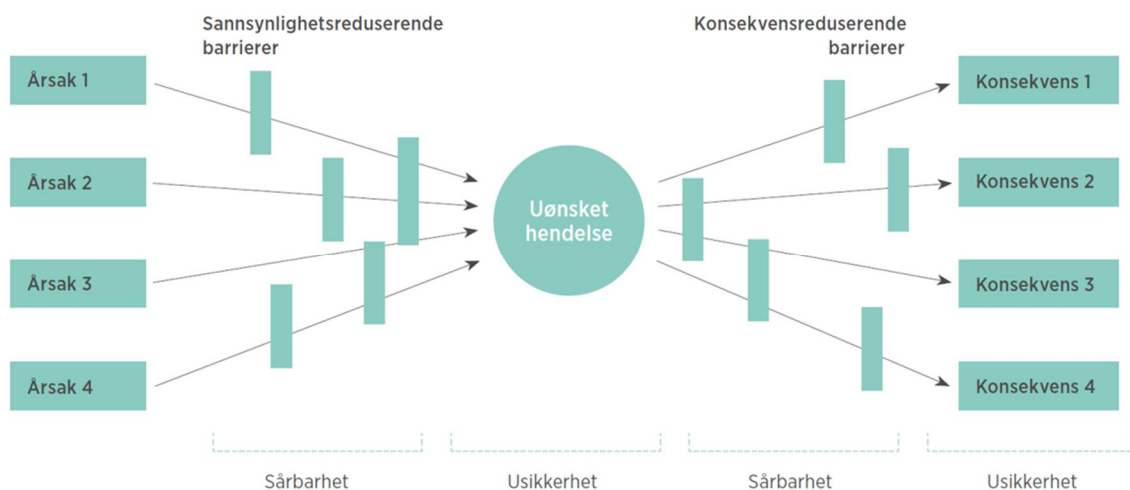 Sannsynlighetsreduserende
barrierer
Konsekvensreduserende
barrierer
Årsak 1
Årsak 2
Årsak 3
Årsak 4
Uønsket
hendelse
Konsekvens 1
Konsekvens 2
Konsekvens 3
Konsekvens 4
Sårbarhet
Usikkerhet
Sårbarhet
Usikkerhet